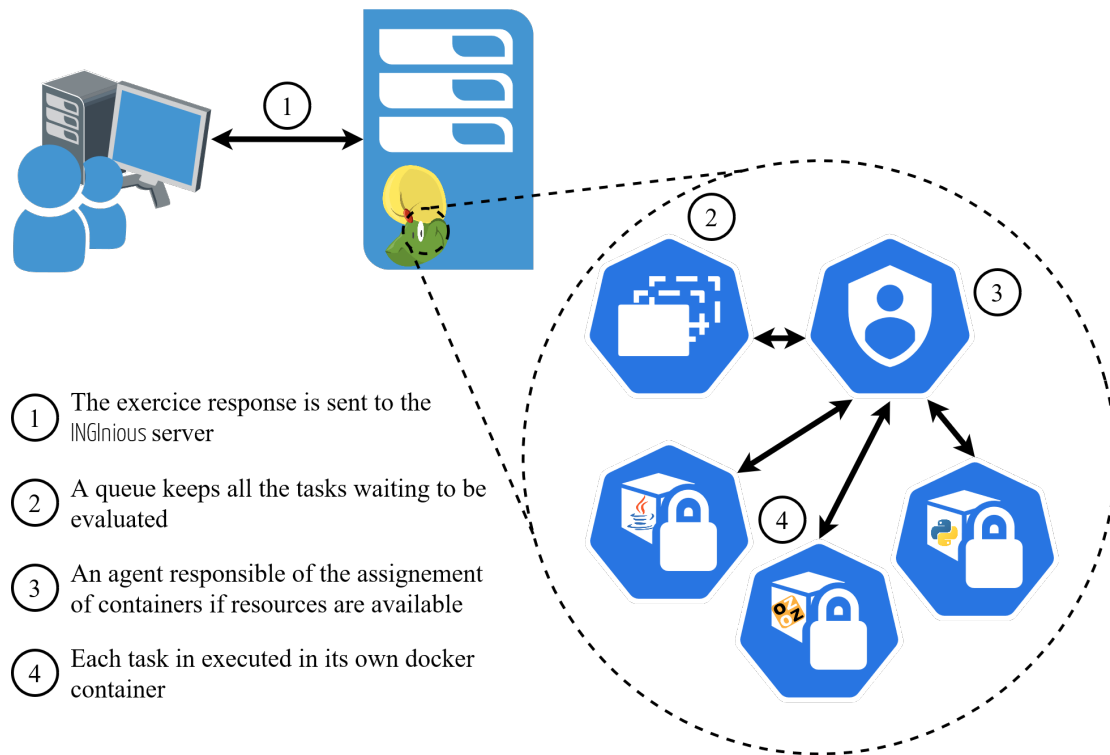 1
2
3
1 The exercice response is sent to the
INGInious server
2 A queue keeps all the tasks waiting to be
evaluated
4
3 An agent responsible of the assignement
of containers if resources are available
OZ
OZ
4 Each task in executed in its own docker
container